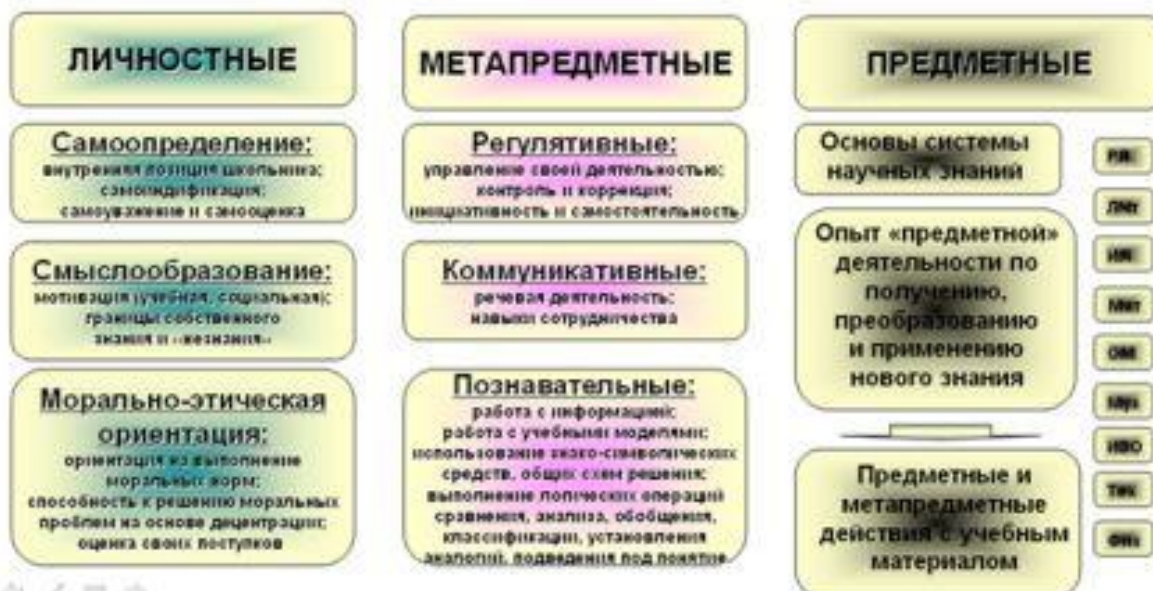 ЛИЧНОСТНЫЕ
Самоопределение:
внутренняя позиция школьника;
самоиндификация;
самоуважение и самооценка
Смыслообразование:
мотивация (учебная, социальная);
границы собственного
знания и «незнания»
Морально-этическая
ориентация:
ориентация на выполнение
моральных норм;
способность к решению моральных
проблем на основе децентрации;
оценка своих поступков
МЕТАПРЕДМЕТНЫЕ
Регулятивные:
управление своей деятельностью;
контроль и коррекция;
инициативность и самостоятельность
Коммуникативные:
речевая деятельность;
навыки сотрудничества
Познавательные:
работа с информацией;
работа с учебными моделями;
использование знако-символических
средств, общих схем решения;
выполнение логических операций
сравнения, анализа, обобщения,
классификации, установления
аналогий, подведения под понятие
ПРЕДМЕТНЫЕ
Основы системы
научных знаний
Опыт «предметной»
деятельности по
получению,
преобразованию
и применению
нового знания
Предметные и
метапредметные
действия с учебным
материалом
ИЗО